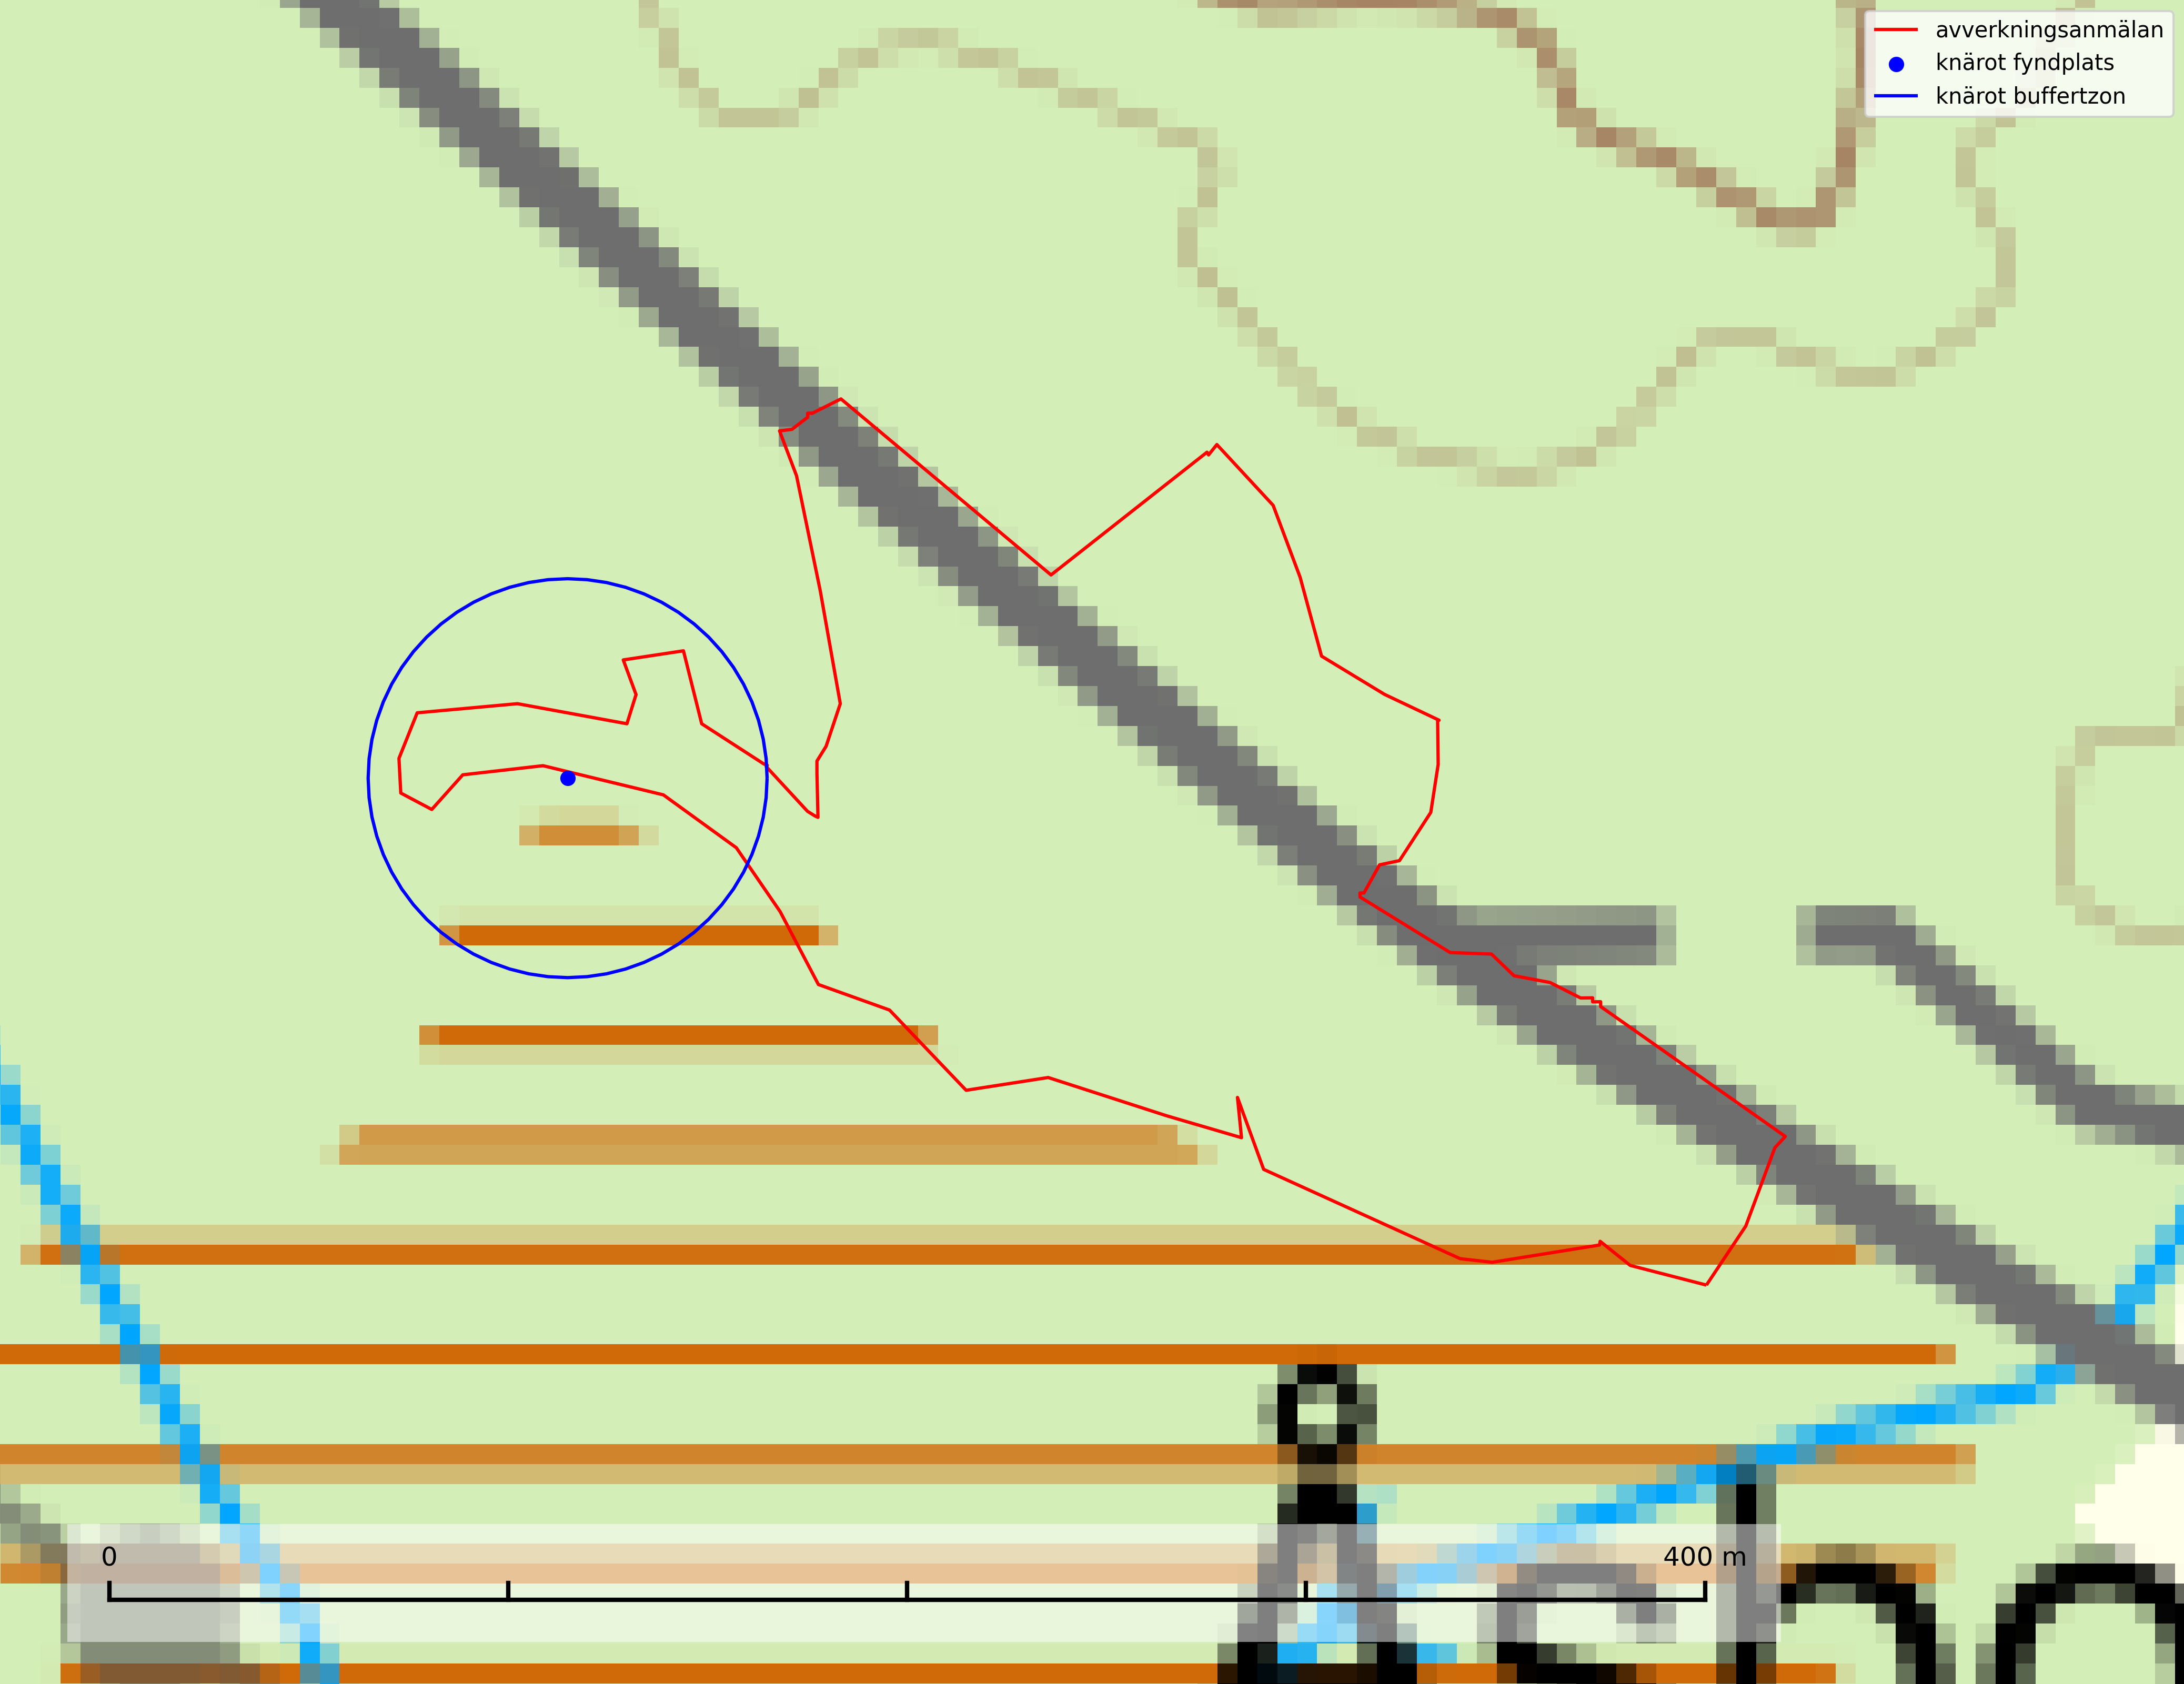 avverkningsanmälan
knärot fyndplats
knärot buffertzon
0 400 m